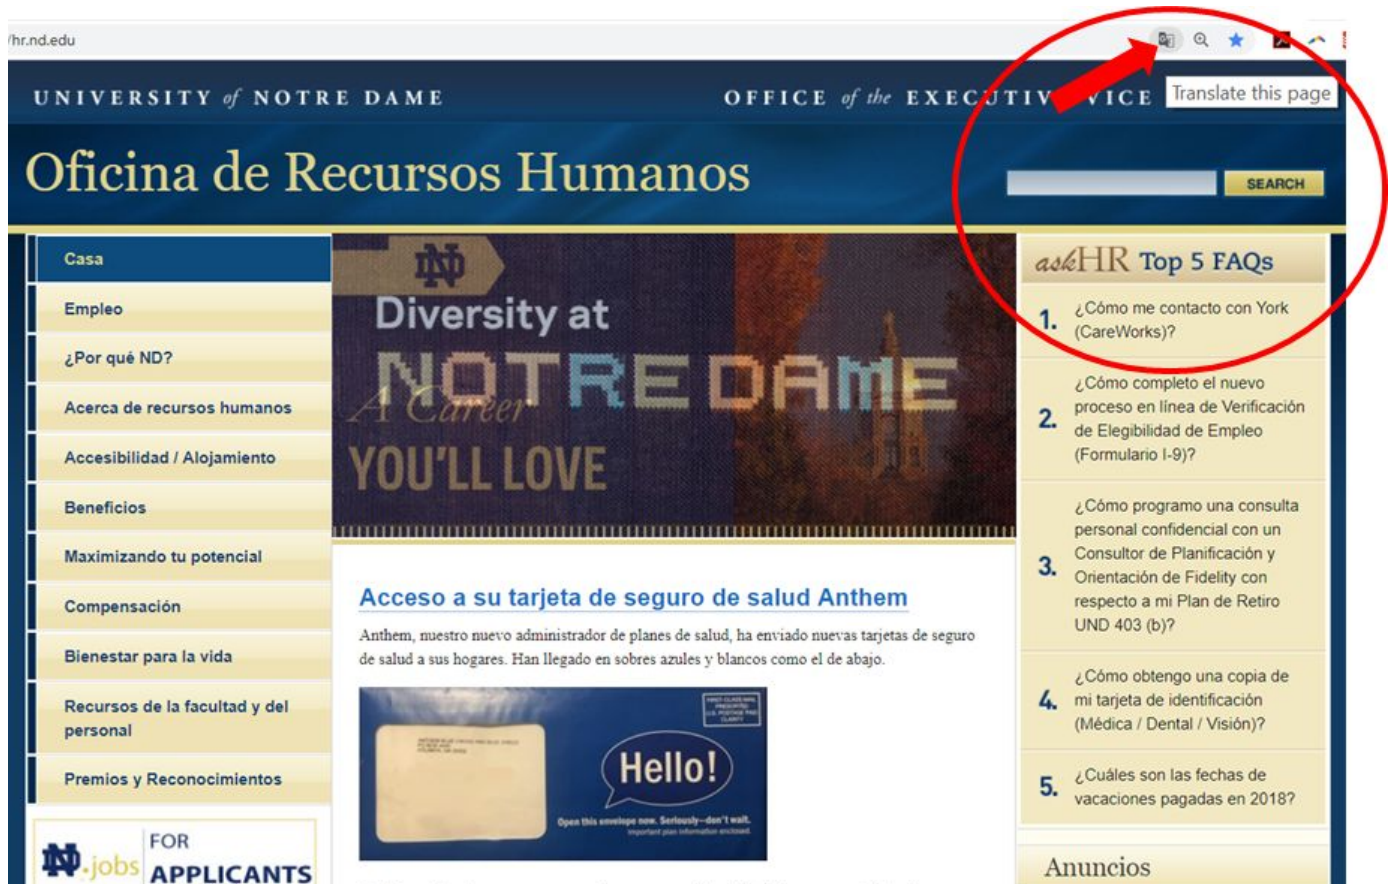 hr.nd.edu
UNIVERSITY of NOTRE DAME
OFFICE of the EXECUTIVE VICE
Translate this page
Oficina de Recursos Humanos
SEARCH
Casa
Empleo
¿Por qué ND?
Acerca de recursos humanos
Accesibilidad / Alojamiento
Beneficios
Maximizando tu potencial
Compensación
Bienestar para la vida
Recursos de la facultad y del
personal
Premios y Reconocimientos
ND.jobs
FOR
APPLICANTS
ND
Diversity at
NOTRE DAME
A Career
YOU'LL LOVE
Acceso a su tarjeta de seguro de salud Anthem
Anthem, nuestro nuevo administrador de planes de salud, ha enviado nuevas tarjetas de seguro
de salud a sus hogares. Han llegado en sobres azules y blancos como el de abajo.
Hello!
Open this envelope now. Seriously—don't wait.
Important plan information enclosed.
askHR Top 5 FAQs
1. ¿Cómo me contacto con York
(CareWorks)?
2. ¿Cómo completo el nuevo
proceso en línea de Verificación
de Elegibilidad de Empleo
(Formulario I-9)?
3. ¿Cómo programo una consulta
personal confidencial con un
Consultor de Planificación y
Orientación de Fidelity con
respecto a mi Plan de Retiro
UND 403 (b)?
4. ¿Cómo obtengo una copia de
mi tarjeta de identificación
(Médica / Dental / Visión)?
5. ¿Cuáles son las fechas de
vacaciones pagadas en 2018?
Anuncios